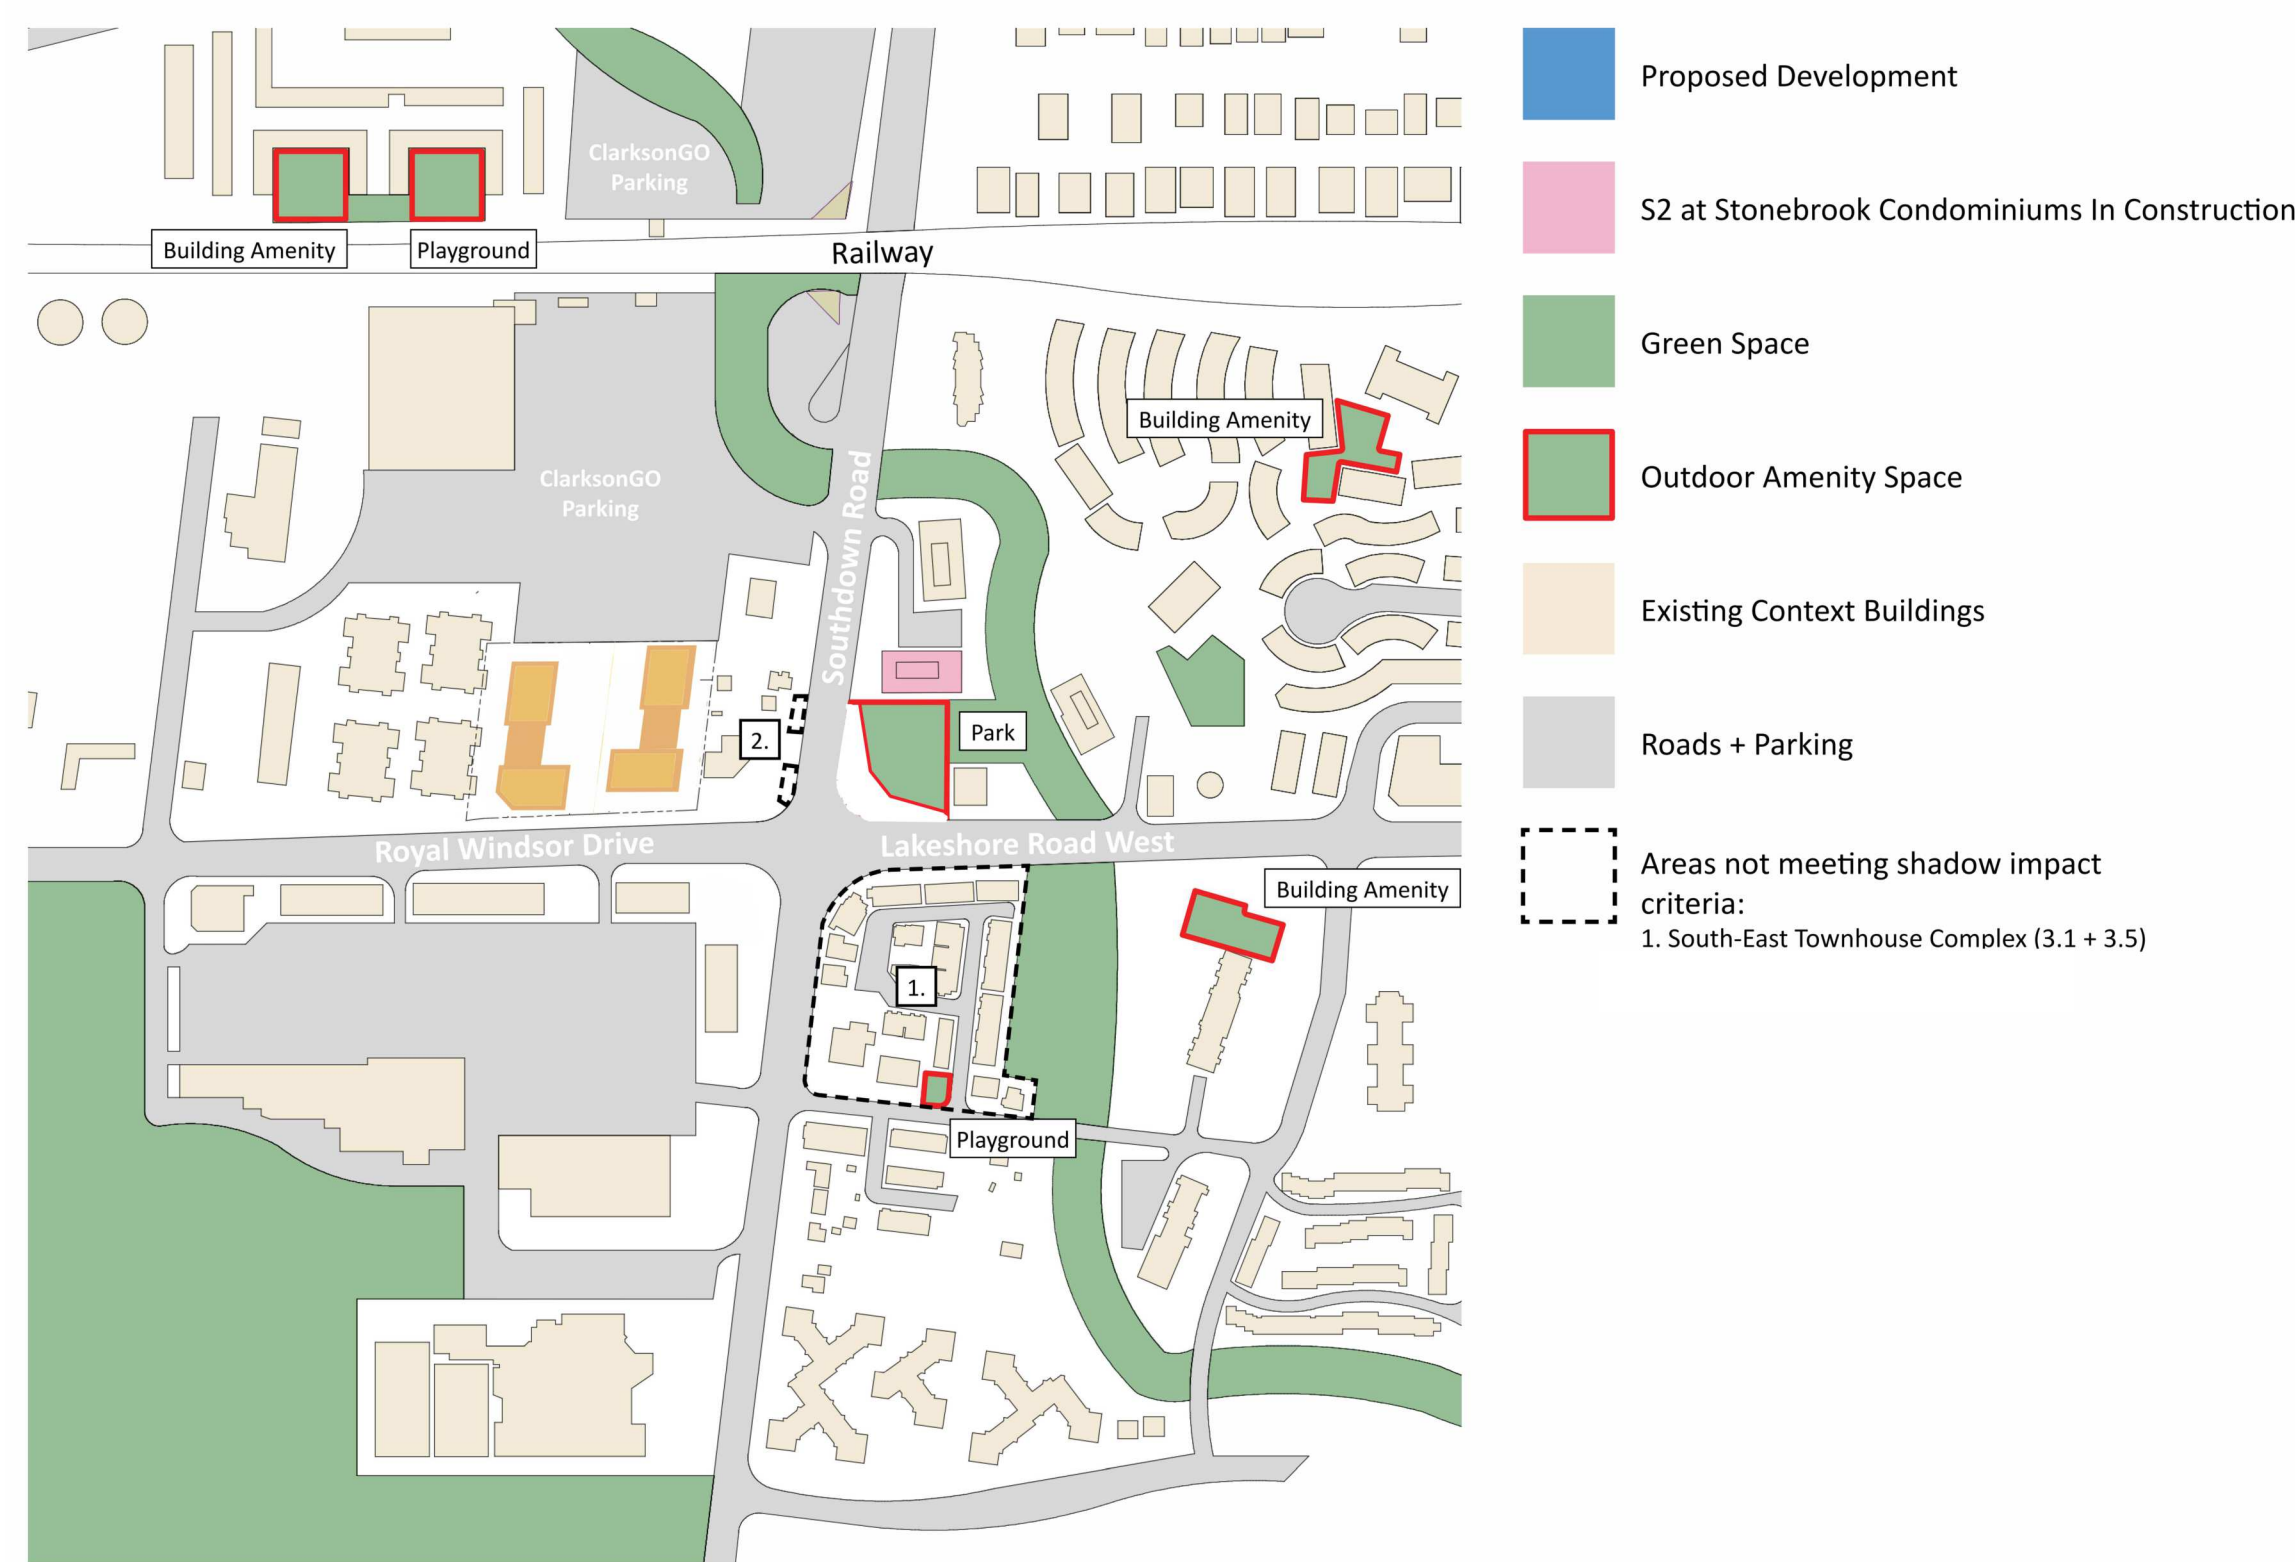 Proposed Development
S2 at Stonebrook Condominiums In Construction
Green Space
Outdoor Amenity Space
Existing Context Buildings
Roads + Parking
Areas not meeting shadow impact
criteria:
1. South-East Townhouse Complex (3.1 + 3.5)
ClarksonGO
Parking
Building Amenity
Playground
Railway
Building Amenity
ClarksonGO
Parking
Southdown Road
2.
Park
Royal Windsor Drive
Lakeshore Road West
Building Amenity
1.
Playground